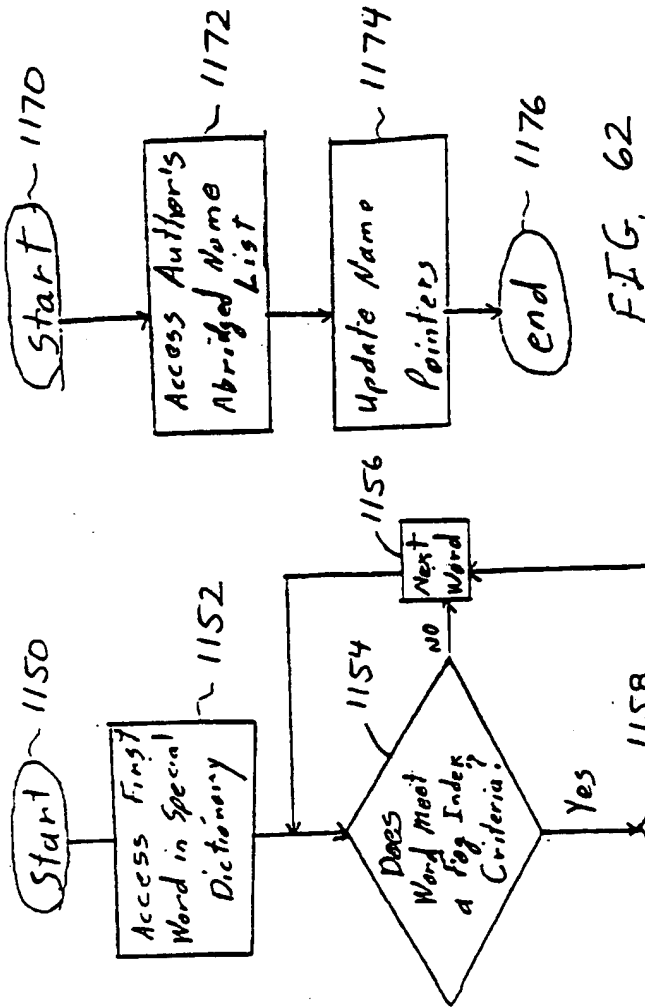 Start
1150
Access First
Word in Special
Dictionary
1152
Does
Word Meet
a Fog Index
Criteria?
1154
NO
Next
Word
1156
Yes
1158
Start
1170
Access Author's
Abridged Name
List
1172
Update Name
Pointers
1174
end
1176
FIG. 62